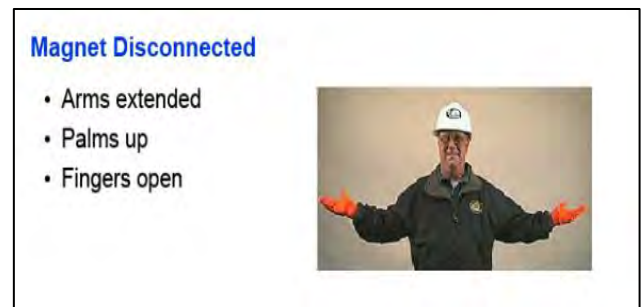 Magnet Disconnected
• Arms extended
• Palms up
• Fingers open